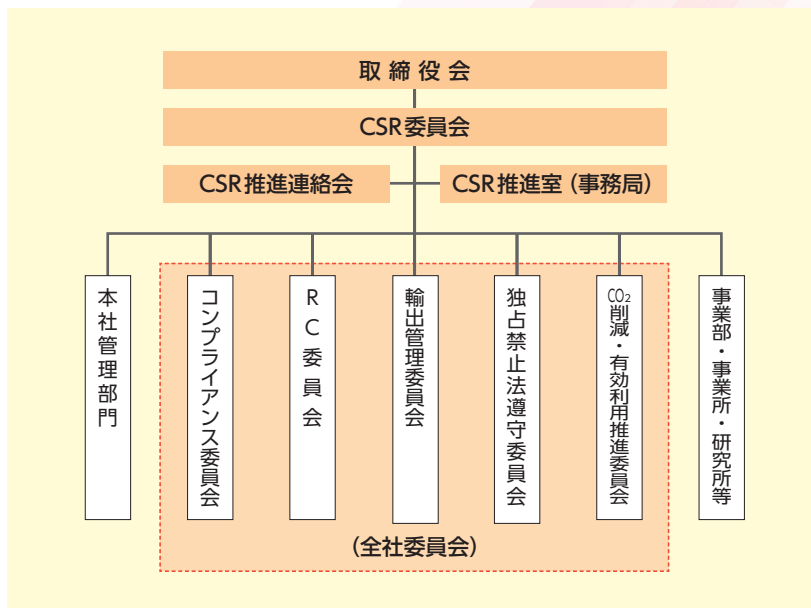 取締役会
CSR委員会
CSR推進連絡会
CSR推進室（事務局）
本社管理部門
コンプライアンス委員会
RC委員会
輸出管理委員会
独占禁止法遵守委員会
CO₂削減・有効利用推進委員会
事業部・事業所・研究所等
(全社委員会)